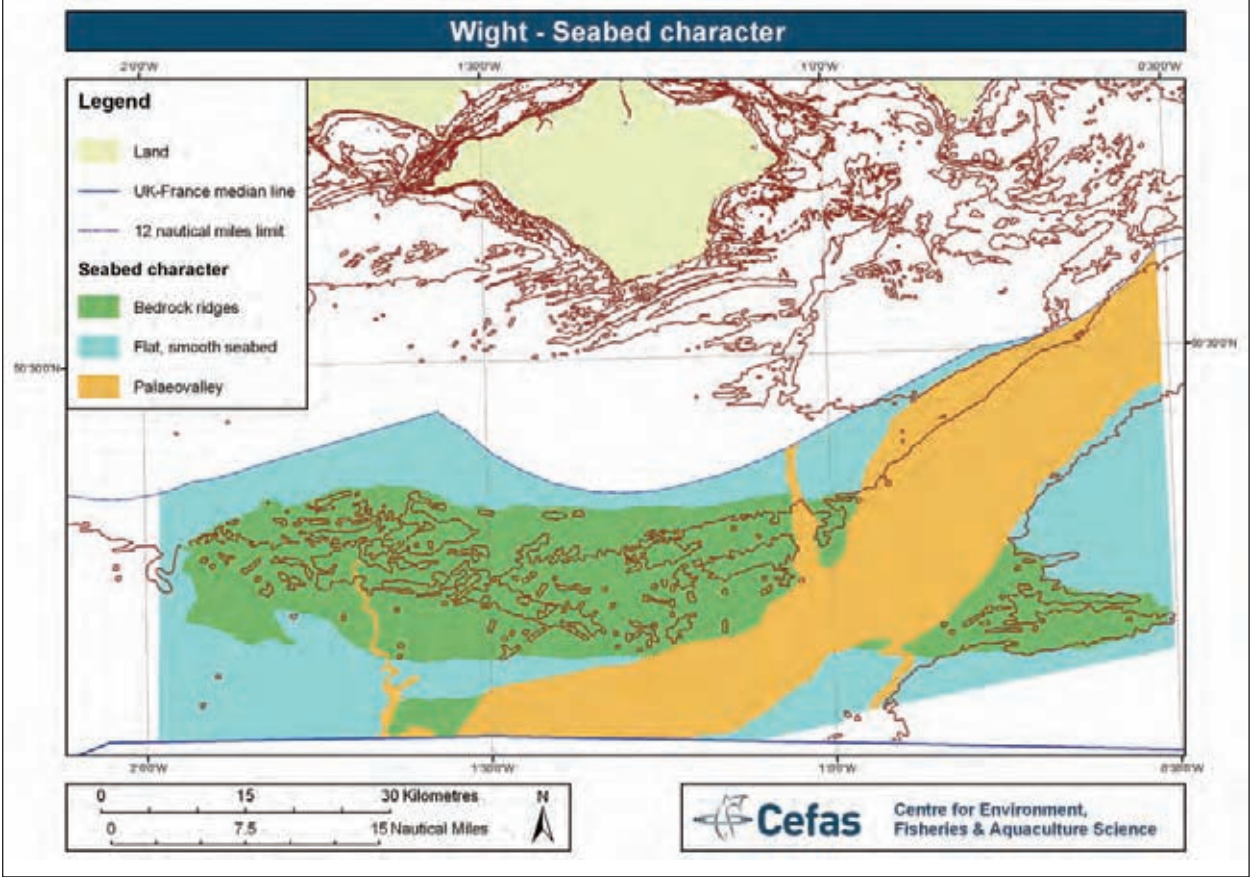 Wight - Seabed character
2°0'0"W 1°30'0"W 1°0'0"W 0°30'0"W
Legend
Land
UK-France median line
12 nautical miles limit
Seabed character
Bedrock ridges
Flat, smooth seabed
Palaeovalley
50°30'0"N 50°30'0"N
2°0'0"W 1°30'0"W 1°0'0"W 0°30'0"W
0 15 30 Kilometres
0 7.5 15 Nautical Miles
N
Cefas
Centre for Environment,
Fisheries & Aquaculture Science